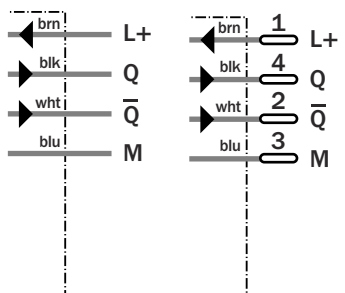 brn L+
blk Q
wht Q̅
blu M
brn 1 L+
blk 4 Q
wht 2 Q̅
blu 3 M